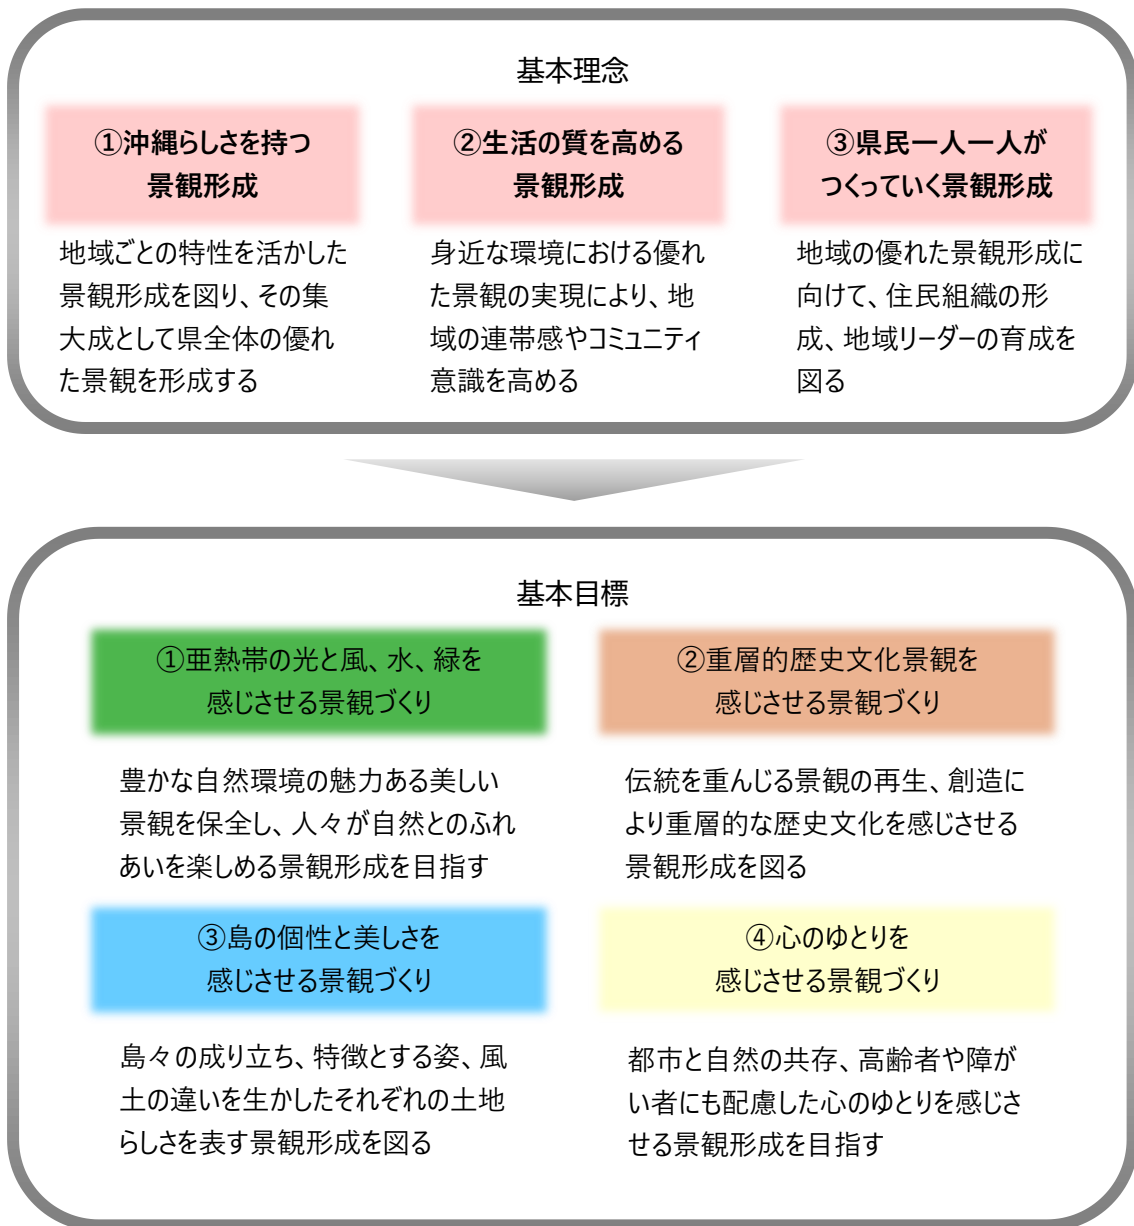 基本理念
①沖縄らしさを持つ
景観形成
地域ごとの特性を活かした
景観形成を図り、その集
大成として県全体の優れ
た景観を形成する
②生活の質を高める
景観形成
身近な環境における優れ
た景観の実現により、地
域の連帯感やコミュニティ
意識を高める
③県民一人一人が
つくっていく景観形成
地域の優れた景観形成に
向けて、住民組織の形
成、地域リーダーの育成を
図る
基本目標
①亜熱帯の光と風、水、緑を
感じさせる景観づくり
豊かな自然環境の魅力ある美しい
景観を保全し、人々が自然とのふれ
あいを楽しめる景観形成を目指す
②重層的歴史文化景観を
感じさせる景観づくり
伝統を重んじる景観の再生、創造に
より重層的な歴史文化を感じさせる
景観形成を図る
③島の個性と美しさを
感じさせる景観づくり
島々の成り立ち、特徴とする姿、風
土の違いを生かしたそれぞれの土地
らしさを表す景観形成を図る
④心のゆとりを
感じさせる景観づくり
都市と自然の共存、高齢者や障が
い者にも配慮した心のゆとりを感じさ
せる景観形成を目指す